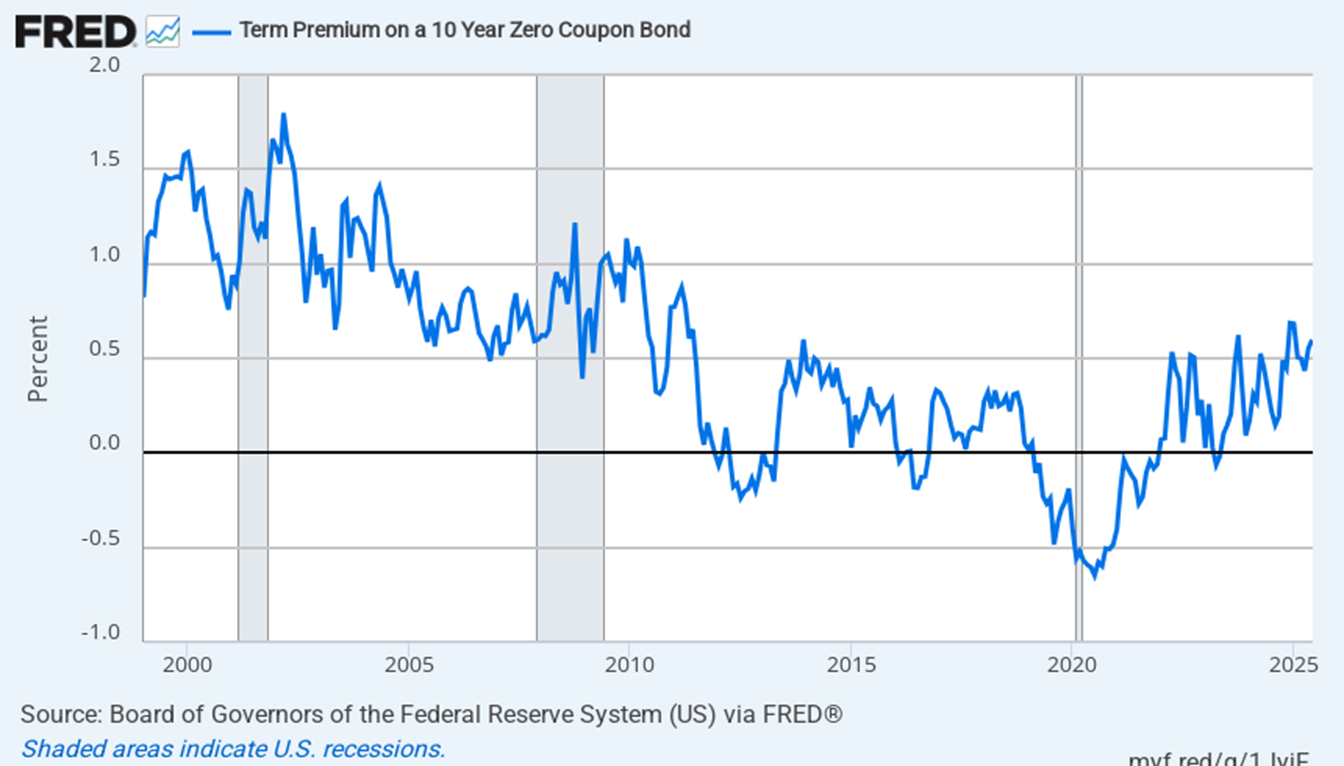 FRED
Term Premium on a 10 Year Zero Coupon Bond
2.0
1.5
1.0
0.5
0.0
-0.5
-1.0
Percent
2000 2005 2010 2015 2020 2025
Source: Board of Governors of the Federal Reserve System (US) via FRED®
Shaded areas indicate U.S. recessions.